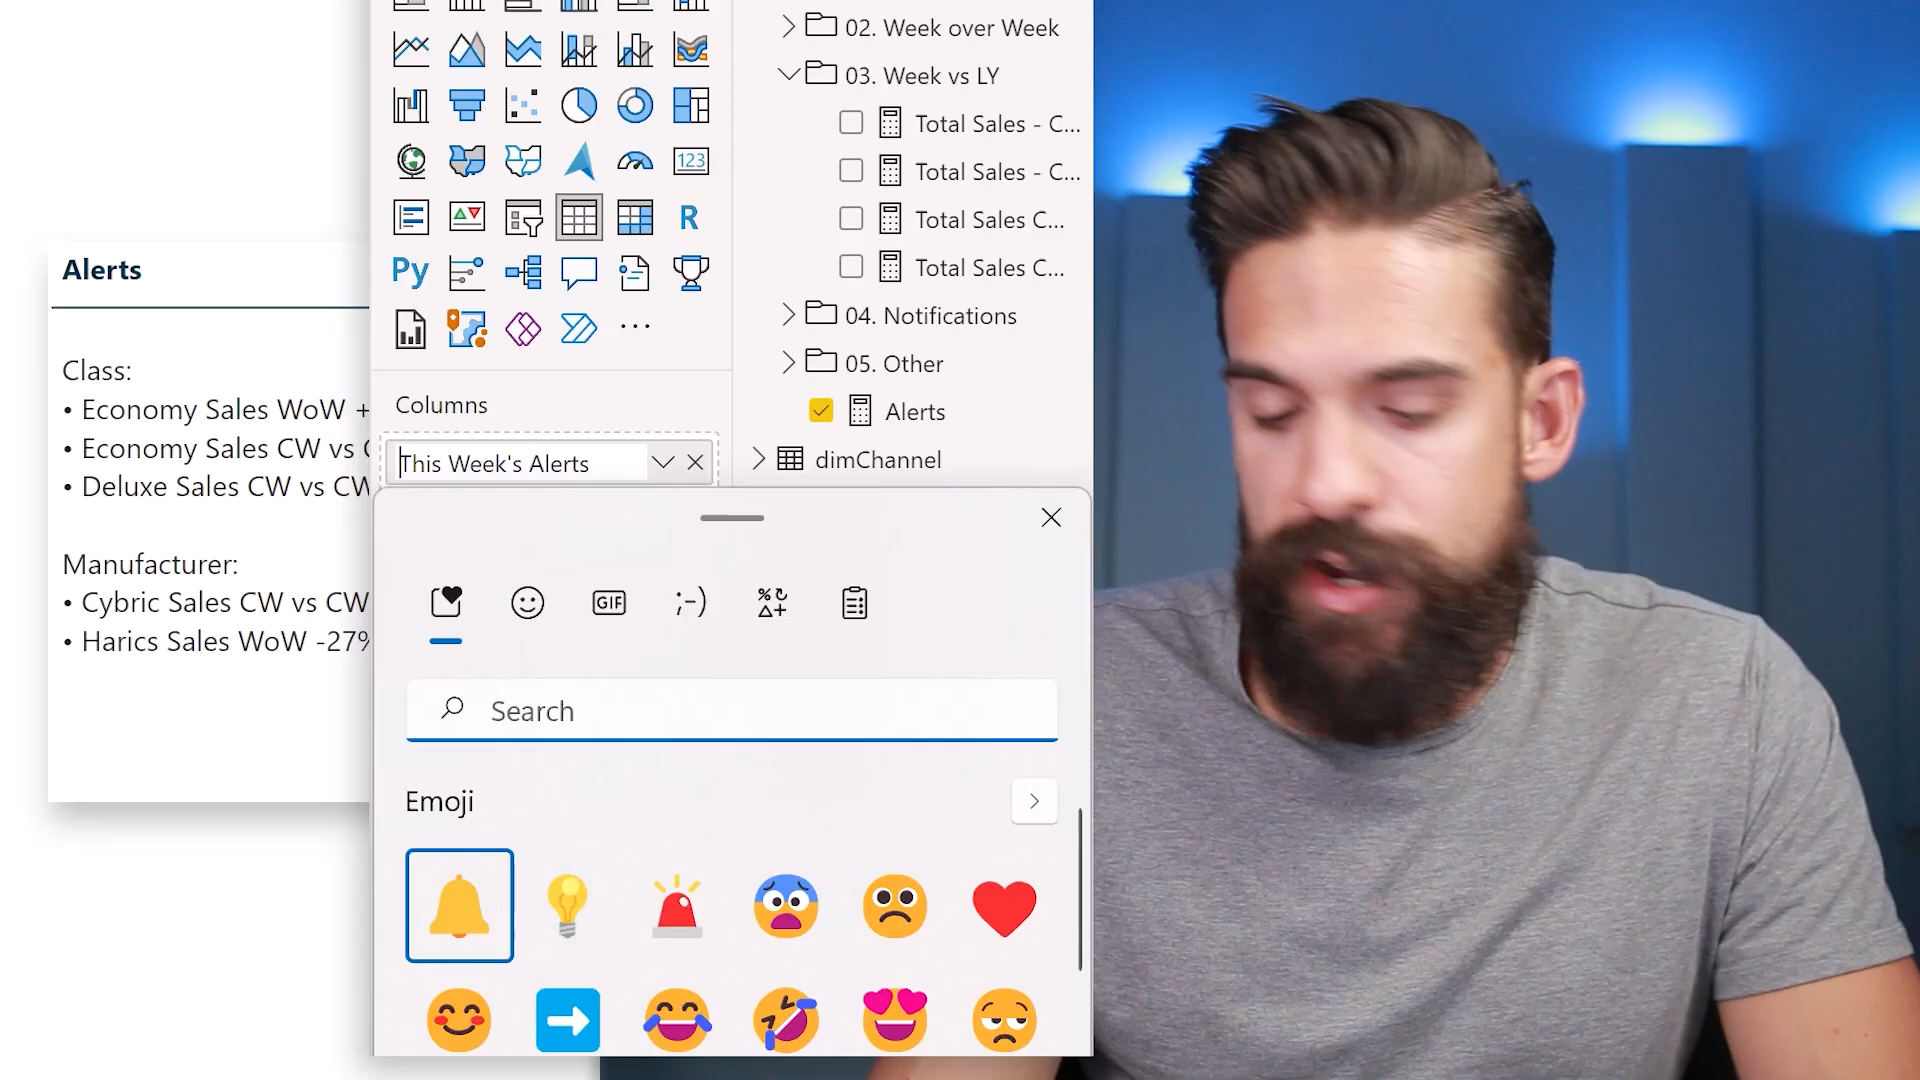 Alerts
Class:
• Economy Sales WoW +
• Economy Sales CW vs
• Deluxe Sales CW vs CW
Manufacturer:
• Cybric Sales CW vs CW
• Harics Sales WoW -27%
123
R
Py
...
Columns
This Week's Alerts
02. Week over Week
03. Week vs LY
Total Sales - C...
Total Sales - C...
Total Sales C...
Total Sales C...
04. Notifications
05. Other
Alerts
dimChannel
GIF
;-)
Search
Emoji